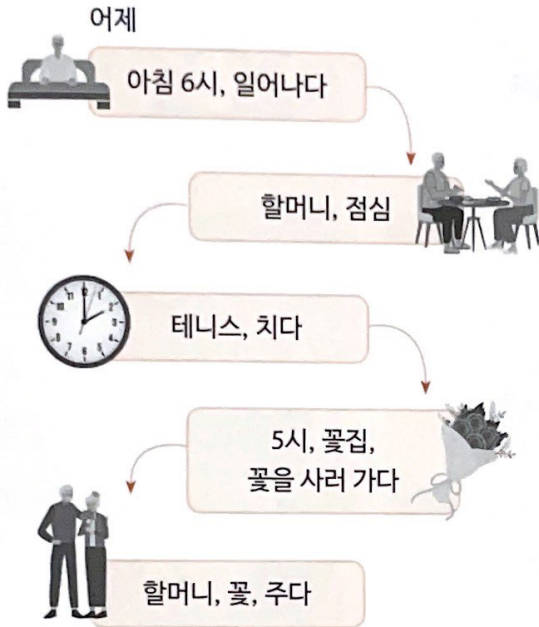 어제
아침 6시, 일어나다
할머니, 점심
테니스, 치다
5시, 꽃집,
꽃을 사러 가다
할머니, 꽃, 주다